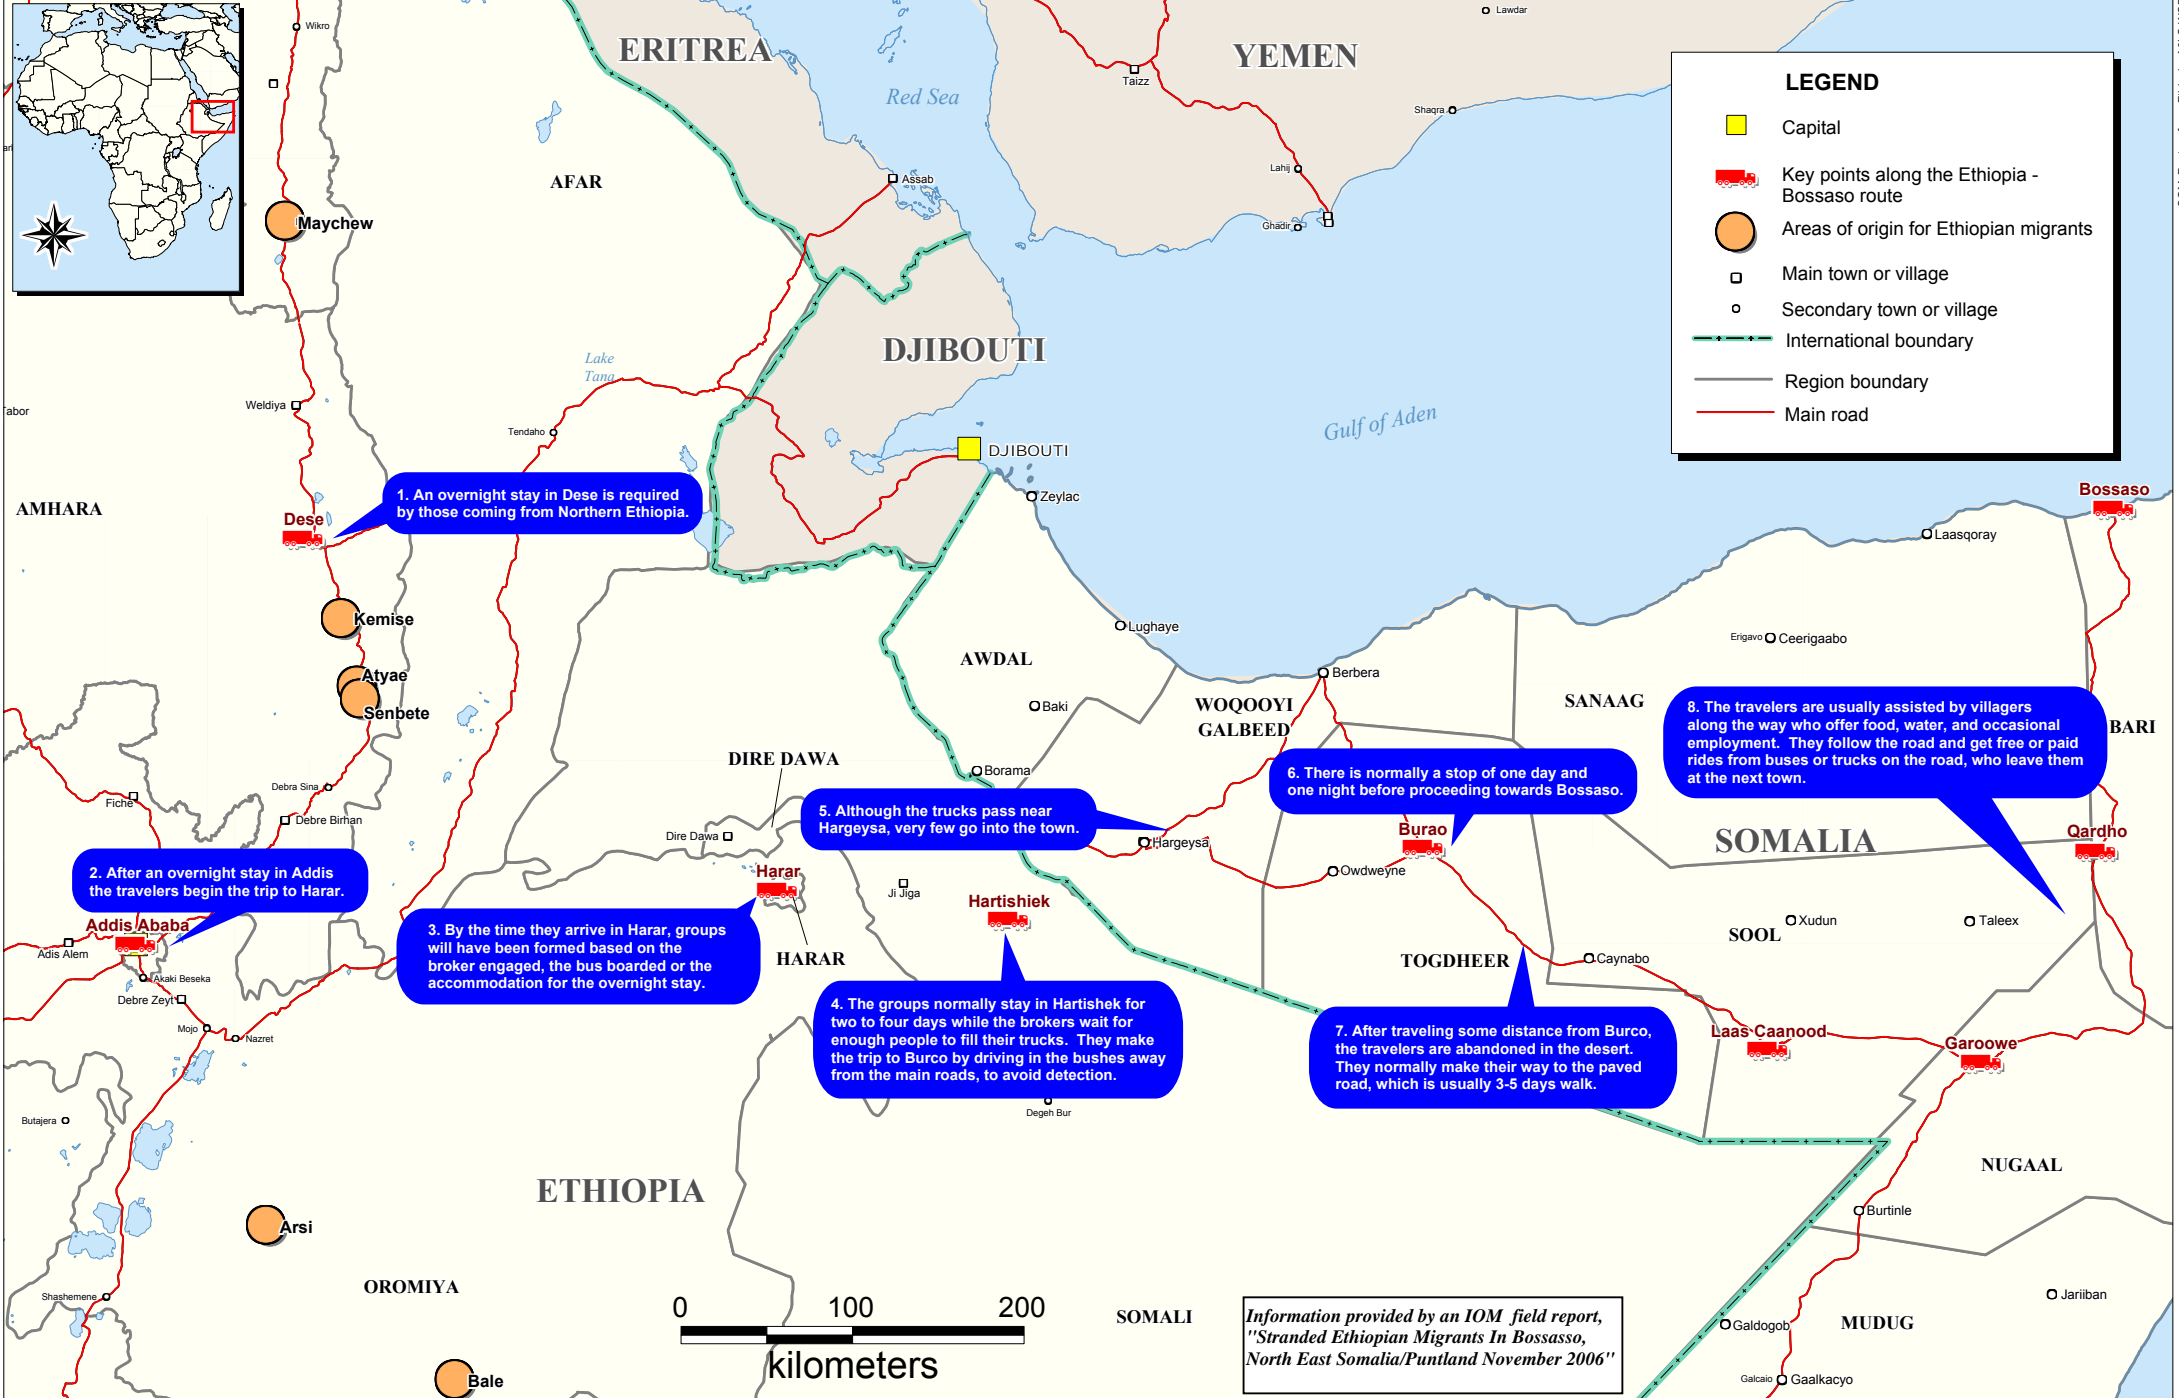 Wikro
ERITREA
YEMEN
Lawdar
Taizz
Red Sea
Shaqra
Lahij
Ghadir
AFAR
Assab
Maychew
LEGEND
Capital
Key points along the Ethiopia -
Bossaso route
Areas of origin for Ethiopian migrants
Main town or village
Secondary town or village
International boundary
Region boundary
Main road
DJIBOUTI
Lake
Tana
Weldiya
Tendaho
Gulf of Aden
DJIBOUTI
Zeylac
AMHARA
1. An overnight stay in Dese is required
by those coming from Northern Ethiopia.
Dese
Bossaso
Laasqoray
Kemise
Lughaye
Erigavo
Ceerigaabo
AWDAL
Atyae
Senbete
Berbera
Baki
WOQOOYI
GALBEED
SANAAG
8. The travelers are usually assisted by villagers
along the way who offer food, water, and occasional
employment. They follow the road and get free or paid
rides from buses or trucks on the road, who leave them
at the next town.
BARI
DIRE DAWA
Borama
6. There is normally a stop of one day and
one night before proceeding towards Bossaso.
Debra Sina
Fiche
Debre Birhan
5. Although the trucks pass near
Hargeysa, very few go into the town.
Dire Dawa
Hargeysa
Burao
SOMALIA
Qardho
2. After an overnight stay in Addis
the travelers begin the trip to Harar.
Harar
Owdweyne
Ji Jiga
Hartishiek
Addis Ababa
Adis Alem
Xudun
Taleex
SOOL
3. By the time they arrive in Harar, groups
will have been formed based on the
broker engaged, the bus boarded or the
accommodation for the overnight stay.
HARAR
TOGDHEER
Caynabo
Akaki Beseka
Debre Zeyt
Mojo
Nazret
4. The groups normally stay in Hartishek for
two to four days while the brokers wait for
enough people to fill their trucks. They make
the trip to Burco by driving in the bushes away
from the main roads, to avoid detection.
7. After traveling some distance from Burco,
the travelers are abandoned in the desert.
They normally make their way to the paved
road, which is usually 3-5 days walk.
Laas Caanood
Garoowe
Degeh Bur
Butajera
ETHIOPIA
NUGAAL
Burtinle
Arsi
OROMIYA
Shashemene
0 100 200
kilometers
SOMALI
Information provided by an IOM field report,
"Stranded Ethiopian Migrants In Bossasso,
North East Somalia/Puntland November 2006"
Jariiban
Galdogob
MUDUG
Galcaio
Gaalkacyo
Bale